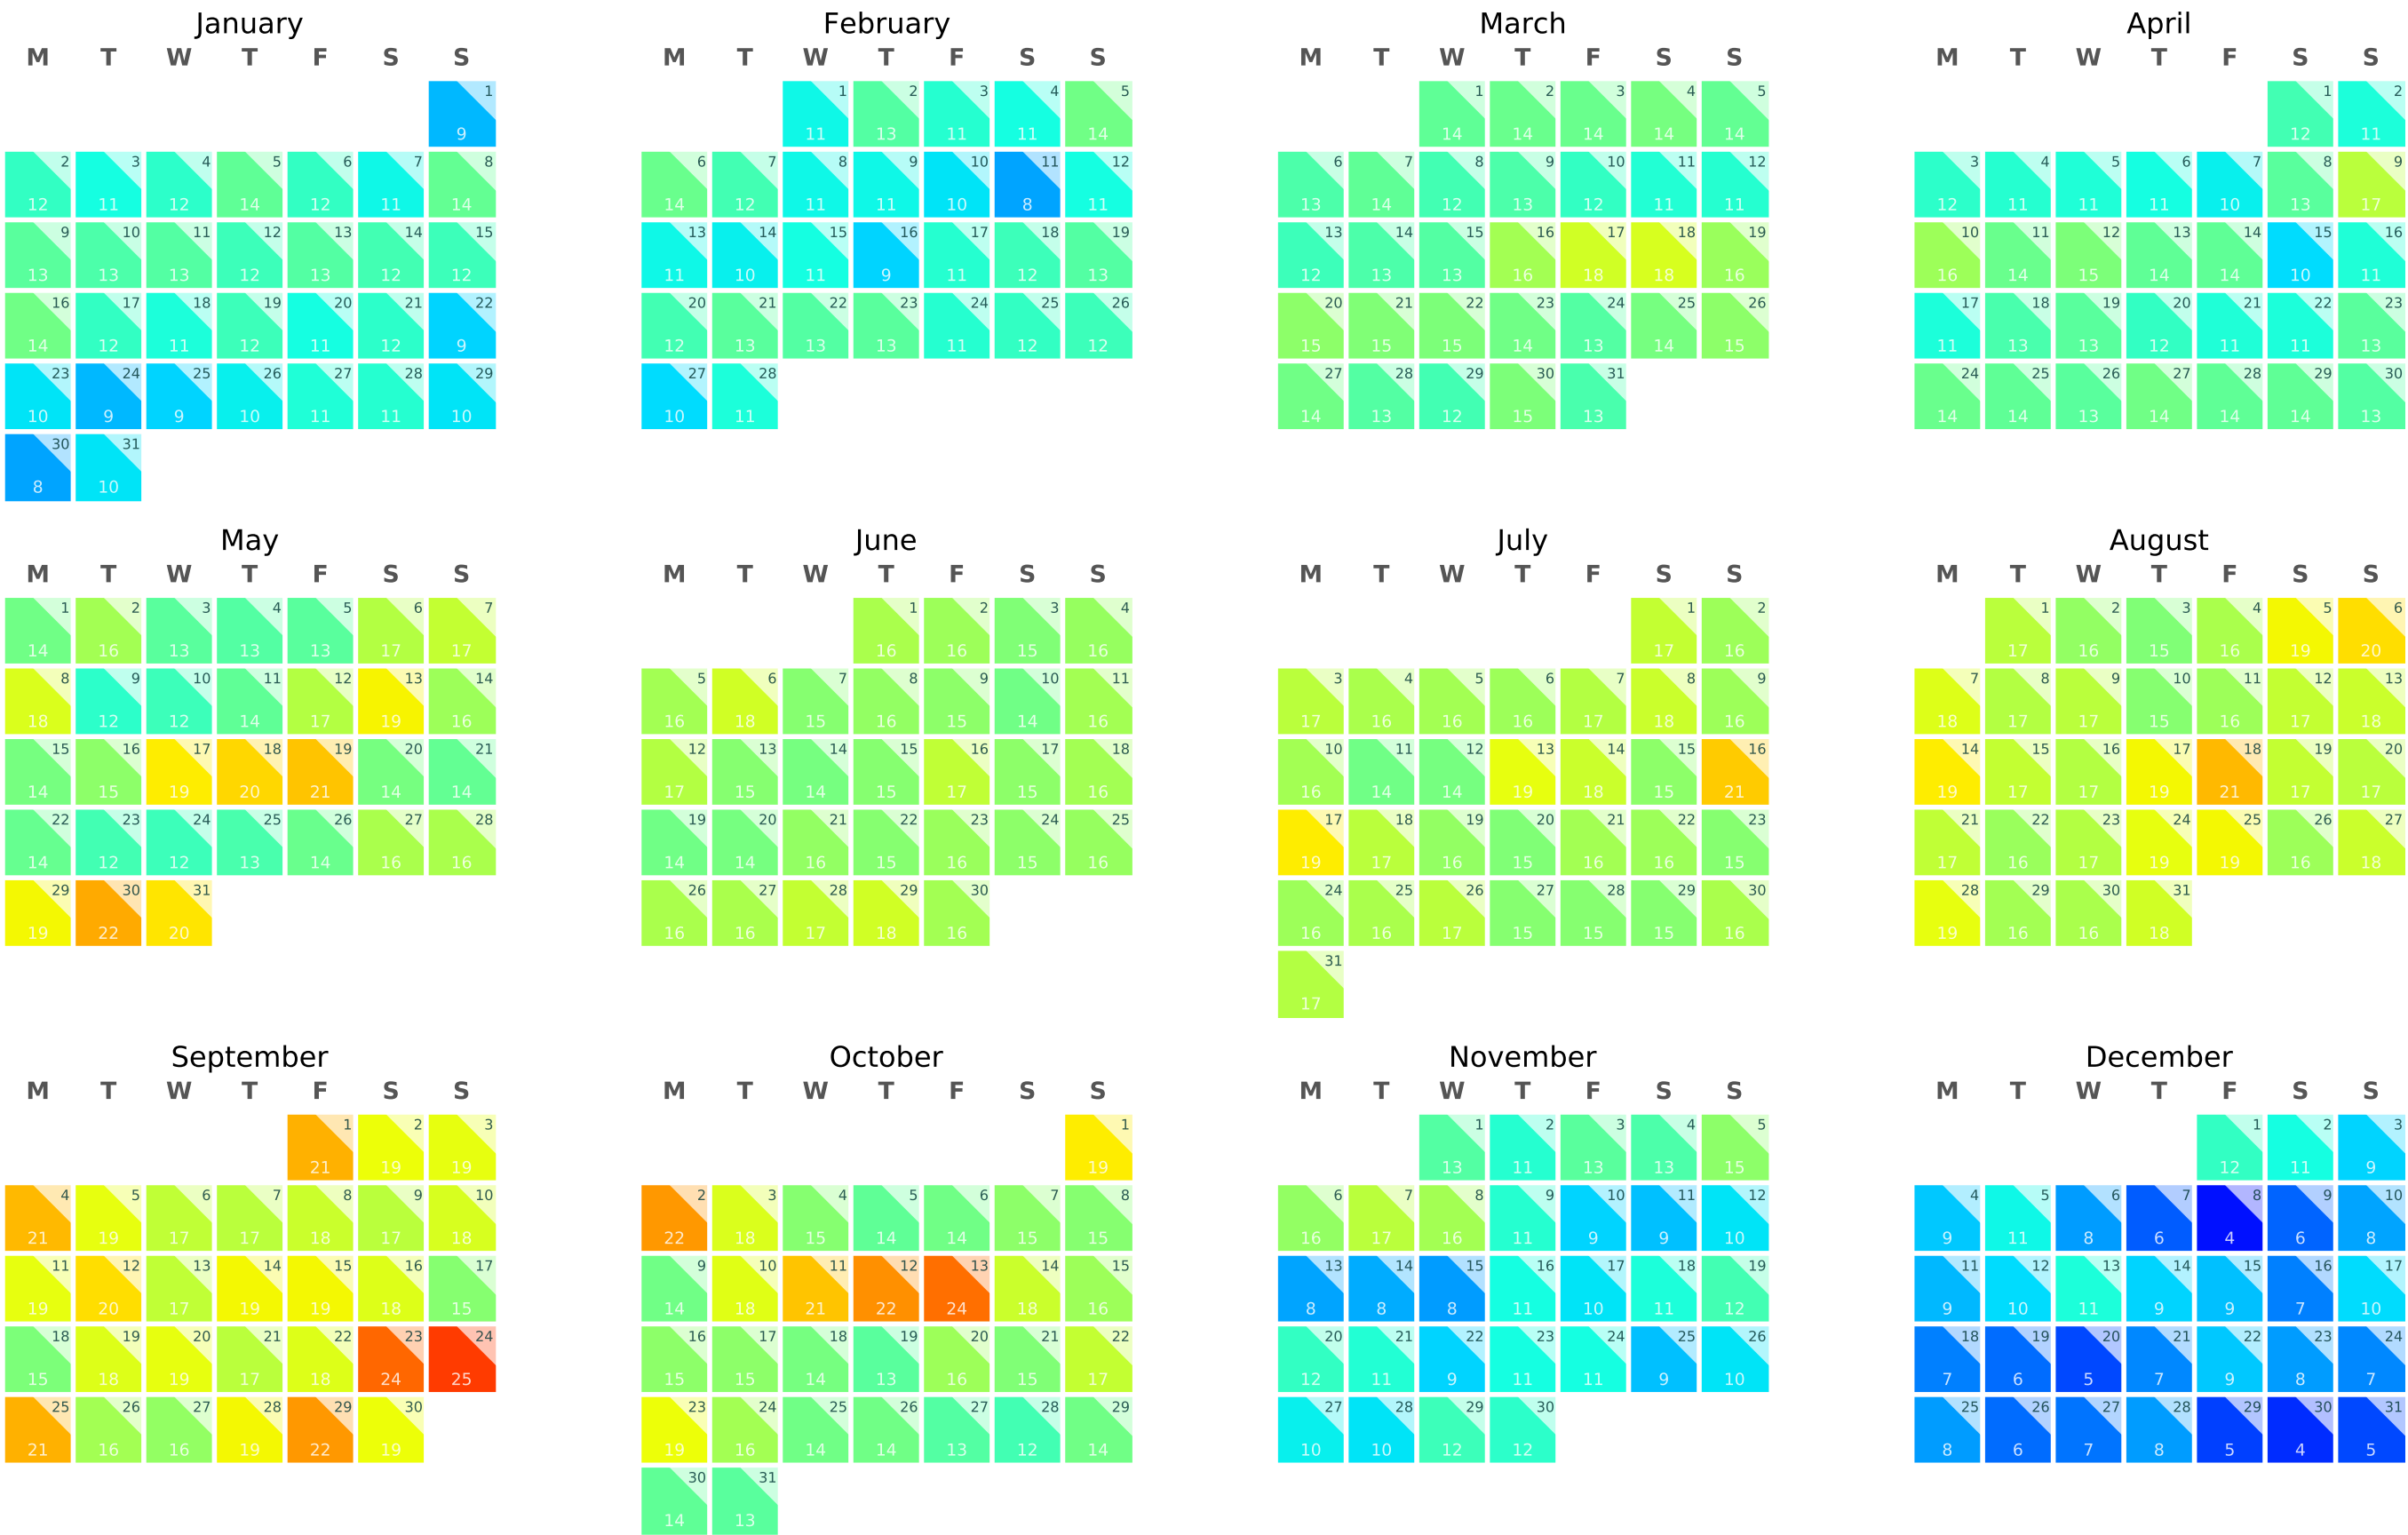 January February March April
M T W T F S S M T W T F S S M T W T F S S M T W T F S S
1 1 2 3 4 5 1 2 3 4 5 1 2
9 11 13 11 11 14 14 14 14 14 14 12 11
2 3 4 5 6 7 8 6 7 8 9 10 11 12 6 7 8 9 10 11 12 3 4 5 6 7 8 9
12 11 12 14 12 11 14 14 12 11 11 10 8 11 13 14 12 13 12 11 11 12 11 11 11 10 13 17
9 10 11 12 13 14 15 13 14 15 16 17 18 19 13 14 15 16 17 18 19 10 11 12 13 14 15 16
13 13 13 12 13 12 12 11 10 11 9 11 12 13 12 13 13 16 18 18 16 16 14 15 14 14 10 11
16 17 18 19 20 21 22 20 21 22 23 24 25 26 20 21 22 23 24 25 26 17 18 19 20 21 22 23
14 12 11 12 11 12 9 12 13 13 13 11 12 12 15 15 15 14 13 14 15 11 13 13 12 11 11 13
23 24 25 26 27 28 29 27 28 27 28 29 30 31 24 25 26 27 28 29 30
10 9 9 10 11 11 10 10 11 14 13 12 15 13 14 14 13 14 14 14 13
30 31
8 10
May June July August
M T W T F S S M T W T F S S M T W T F S S M T W T F S S
1 2 3 4 5 6 7 1 2 3 4 1 2 1 2 3 4 5 6
14 16 13 13 13 17 17 16 16 15 16 17 16 17 16 15 16 19 20
8 9 10 11 12 13 14 5 6 7 8 9 10 11 3 4 5 6 7 8 9 7 8 9 10 11 12 13
18 12 12 14 17 19 16 16 18 15 16 15 14 16 17 16 16 16 17 18 16 18 17 17 15 16 17 18
15 16 17 18 19 20 21 12 13 14 15 16 17 18 10 11 12 13 14 15 16 14 15 16 17 18 19 20
14 15 19 20 21 14 14 17 15 14 15 17 15 16 16 14 14 19 18 15 21 19 17 17 19 21 17 17
22 23 24 25 26 27 28 19 20 21 22 23 24 25 17 18 19 20 21 22 23 21 22 23 24 25 26 27
14 12 12 13 14 16 16 14 14 16 15 16 15 16 19 17 16 15 16 16 15 17 16 17 19 19 16 18
29 30 31 26 27 28 29 30 24 25 26 27 28 29 30 28 29 30 31
19 22 20 16 16 17 18 16 16 16 17 15 15 15 16 19 16 16 18
31
17
September October November December
M T W T F S S M T W T F S S M T W T F S S M T W T F S S
1 2 3 1 1 2 3 4 5 1 2 3
21 19 19 19 13 11 13 13 15 12 11 9
4 5 6 7 8 9 10 2 3 4 5 6 7 8 6 7 8 9 10 11 12 4 5 6 7 8 9 10
21 19 17 17 18 17 18 22 18 15 14 14 15 15 16 17 16 11 9 9 10 9 11 8 6 4 6 8
11 12 13 14 15 16 17 9 10 11 12 13 14 15 13 14 15 16 17 18 19 11 12 13 14 15 16 17
19 20 17 19 19 18 15 14 18 21 22 24 18 16 8 8 8 11 10 11 12 9 10 11 9 9 7 10
18 19 20 21 22 23 24 16 17 18 19 20 21 22 20 21 22 23 24 25 26 18 19 20 21 22 23 24
15 18 19 17 18 24 25 15 15 14 13 16 15 17 12 11 9 11 11 9 10 7 6 5 7 9 8 7
25 26 27 28 29 30 23 24 25 26 27 28 29 27 28 29 30 25 26 27 28 29 30 31
21 16 16 19 22 19 19 16 14 14 13 12 14 10 10 12 12 8 6 7 8 5 4 5
30 31
14 13